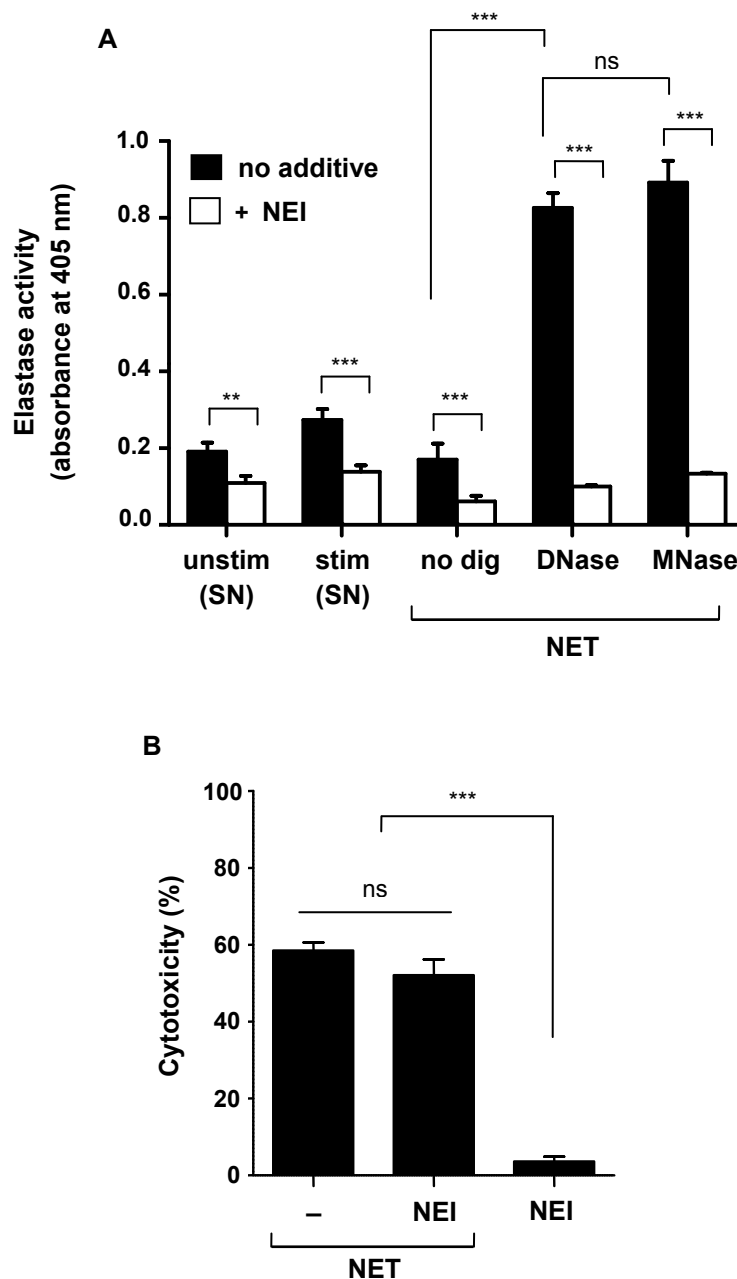 A
***
ns
***
***
1.0
no additive
+ NEI
0.8
0.6
0.4
0.2
0.0
Elastase activity
(absorbance at 405 nm)
**
***
***
unstim
(SN)
stim
(SN)
no dig
DNase
MNase
NET
B
100
80
60
40
20
0
Cytotoxicity (%)
***
ns
–
NEI
NEI
NET